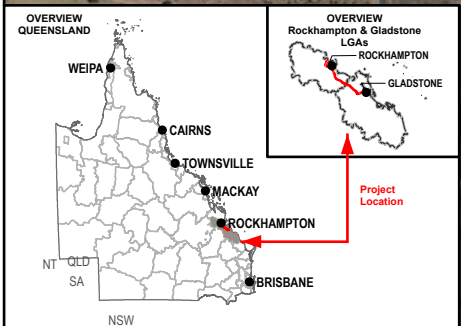 OVERVIEW
QUEENSLAND
WEIPA
CAIRNS
TOWNSVILLE
MACKAY
ROCKHAMPTON
BRISBANE
NT QLD
SA
NSW
OVERVIEW
Rockhampton & Gladstone
LGAs
ROCKHAMPTON
GLADSTONE
Project
Location